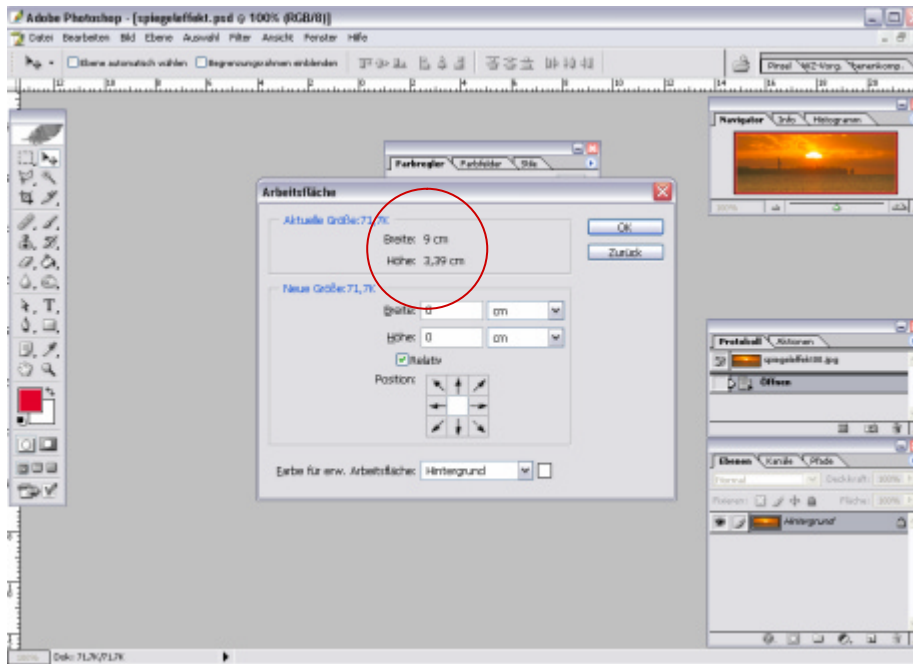 Adobe Photoshop - [spiegeleffekt.psd @ 100% (RGB/8)]
Datei Bearbeiten Bild Ebene Auswahl Filter Ansicht Fenster Hilfe
Ebene automatisch wählen Begrenzungsrahmen einblenden
Pinsel WZ-Vorg. Ebenenkomp.
Navigator Info Histogramm
Farbregler Farbfelder Stile
100%
Arbeitsfläche
Aktuelle Größe:71,7K
Breite: 9 cm
Höhe: 3,39 cm
OK
Zurück
Neue Größe:71,7K
Breite: 0 cm
Höhe: 0 cm
Relativ
Position:
Farbe für erw. Arbeitsfläche: Hintergrund
Protokoll Aktionen
Öffnen
Ebenen Kanäle Pfade
Normal Deckkraft: 100%
Fixieren: Fläche: 100%
Hintergrund
100% Dok: 71,7K/71,7K